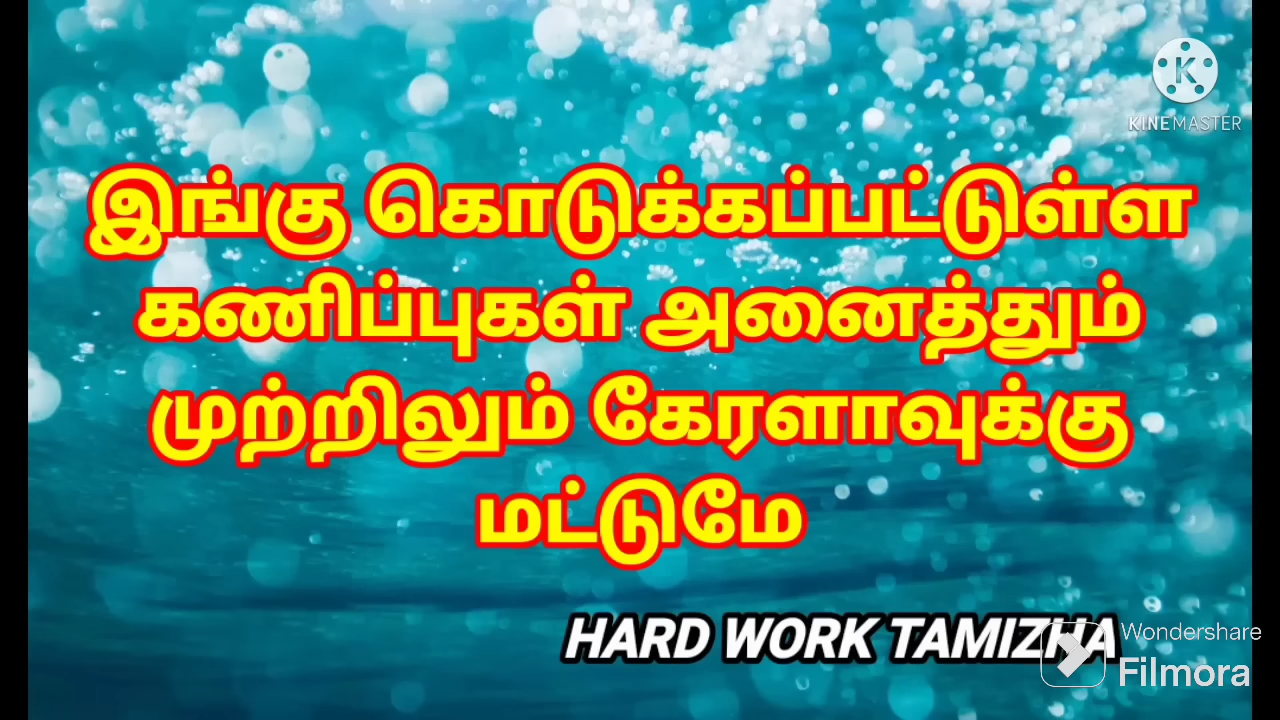 KINEMASTER
இங்கு கொடுக்கப்பட்டுள்ள
கணிப்புகள் அனைத்தும்
முற்றிலும் கேரளாவுக்கு
மட்டுமே
HARD WORK TAMIZHA
Wondershare
Filmora